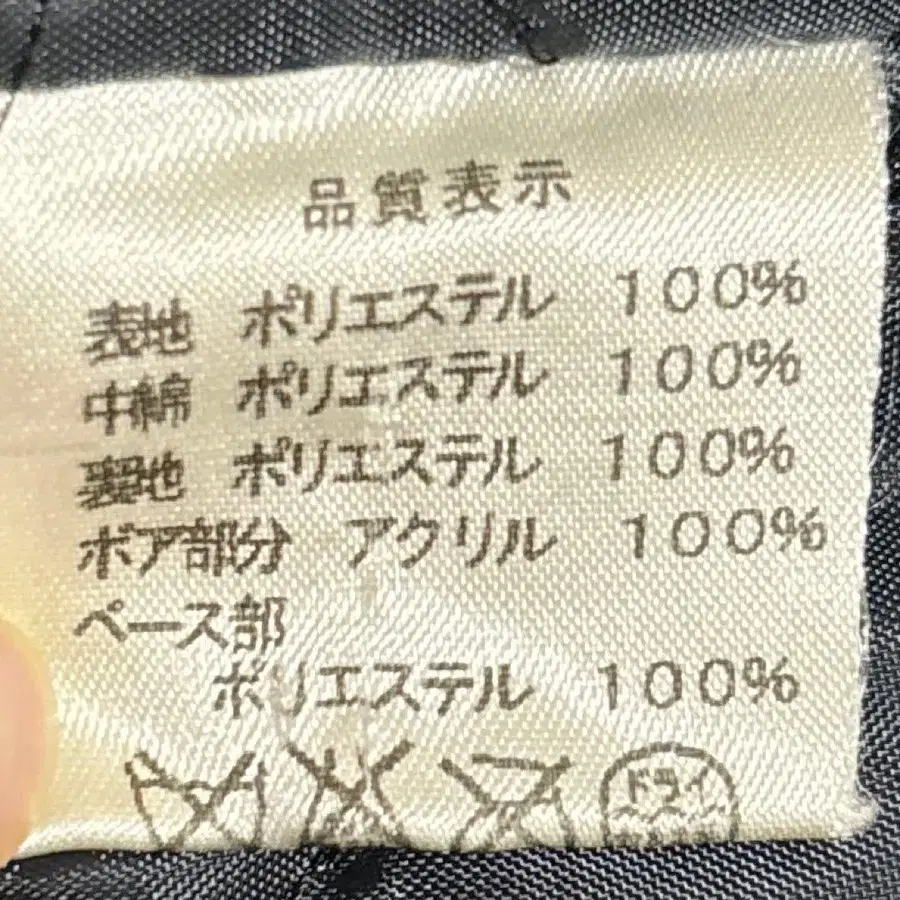 品質表示
表地 ポリエステル 100%
中綿 ポリエステル 100%
裏地 ポリエステル 100%
ボア部分 アクリル 100%
ベース部
ポリエステル 100%
ドライ